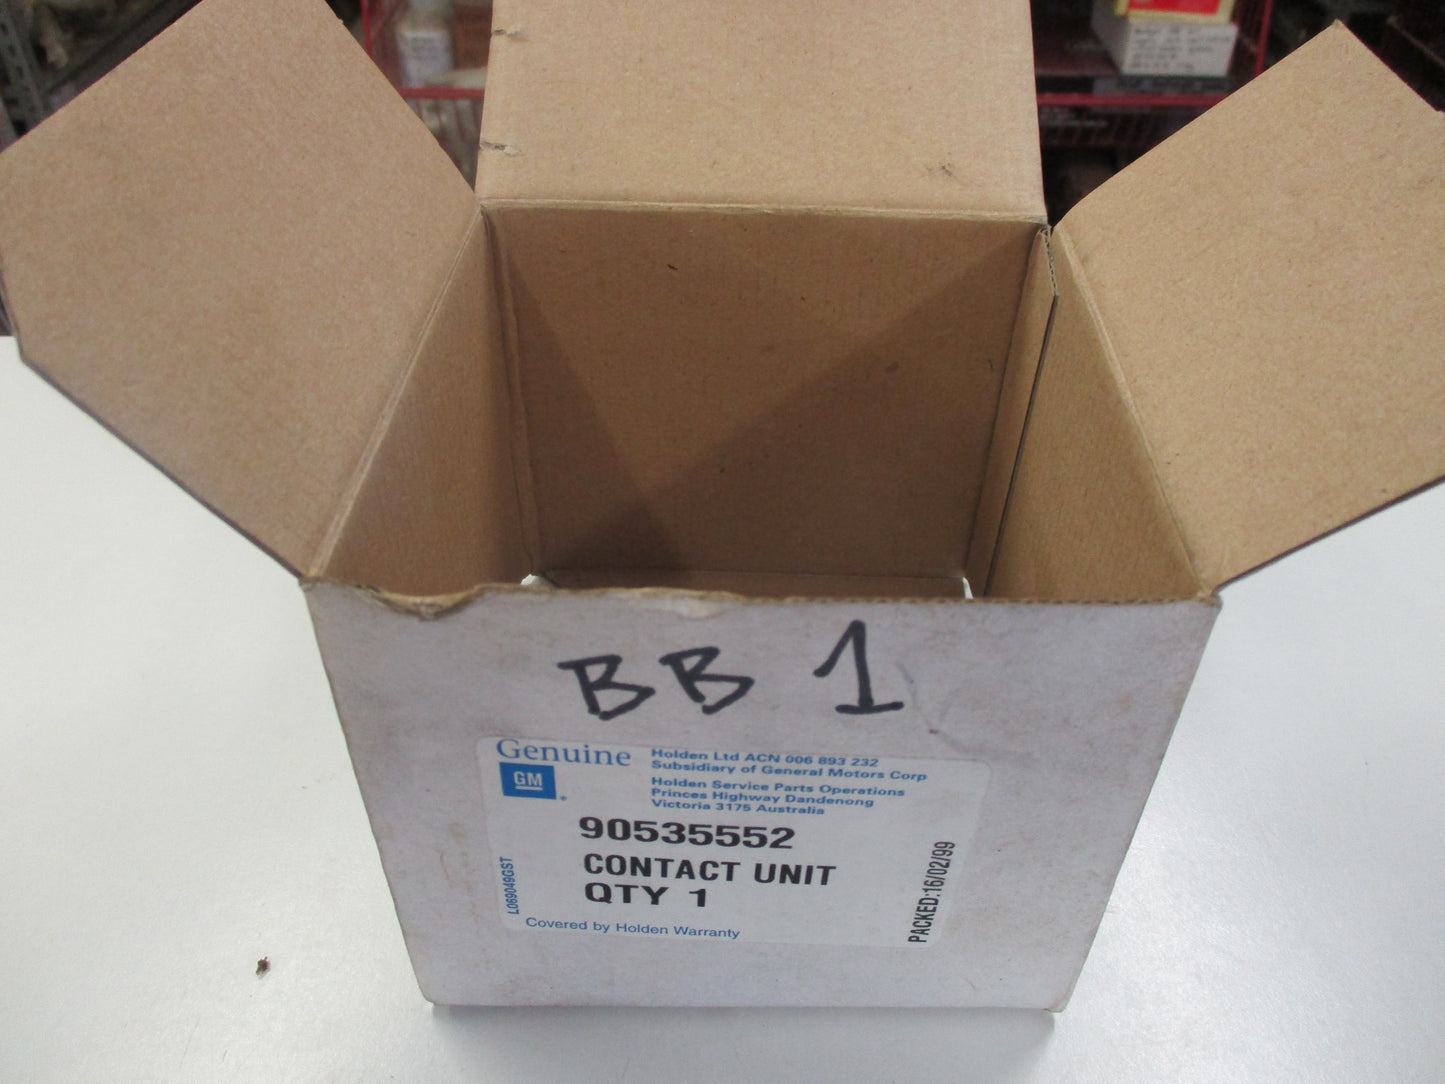 BB 1
Genuine
GM
Holden Ltd ACN 006 893 232
Subsidiary of General Motors Corp
Holden Service Parts Operations
Princes Highway Dandenong
Victoria 3175 Australia
90535552
CONTACT UNIT
QTY 1
L069049GST
PACKED:16/02/99
Covered by Holden Warranty